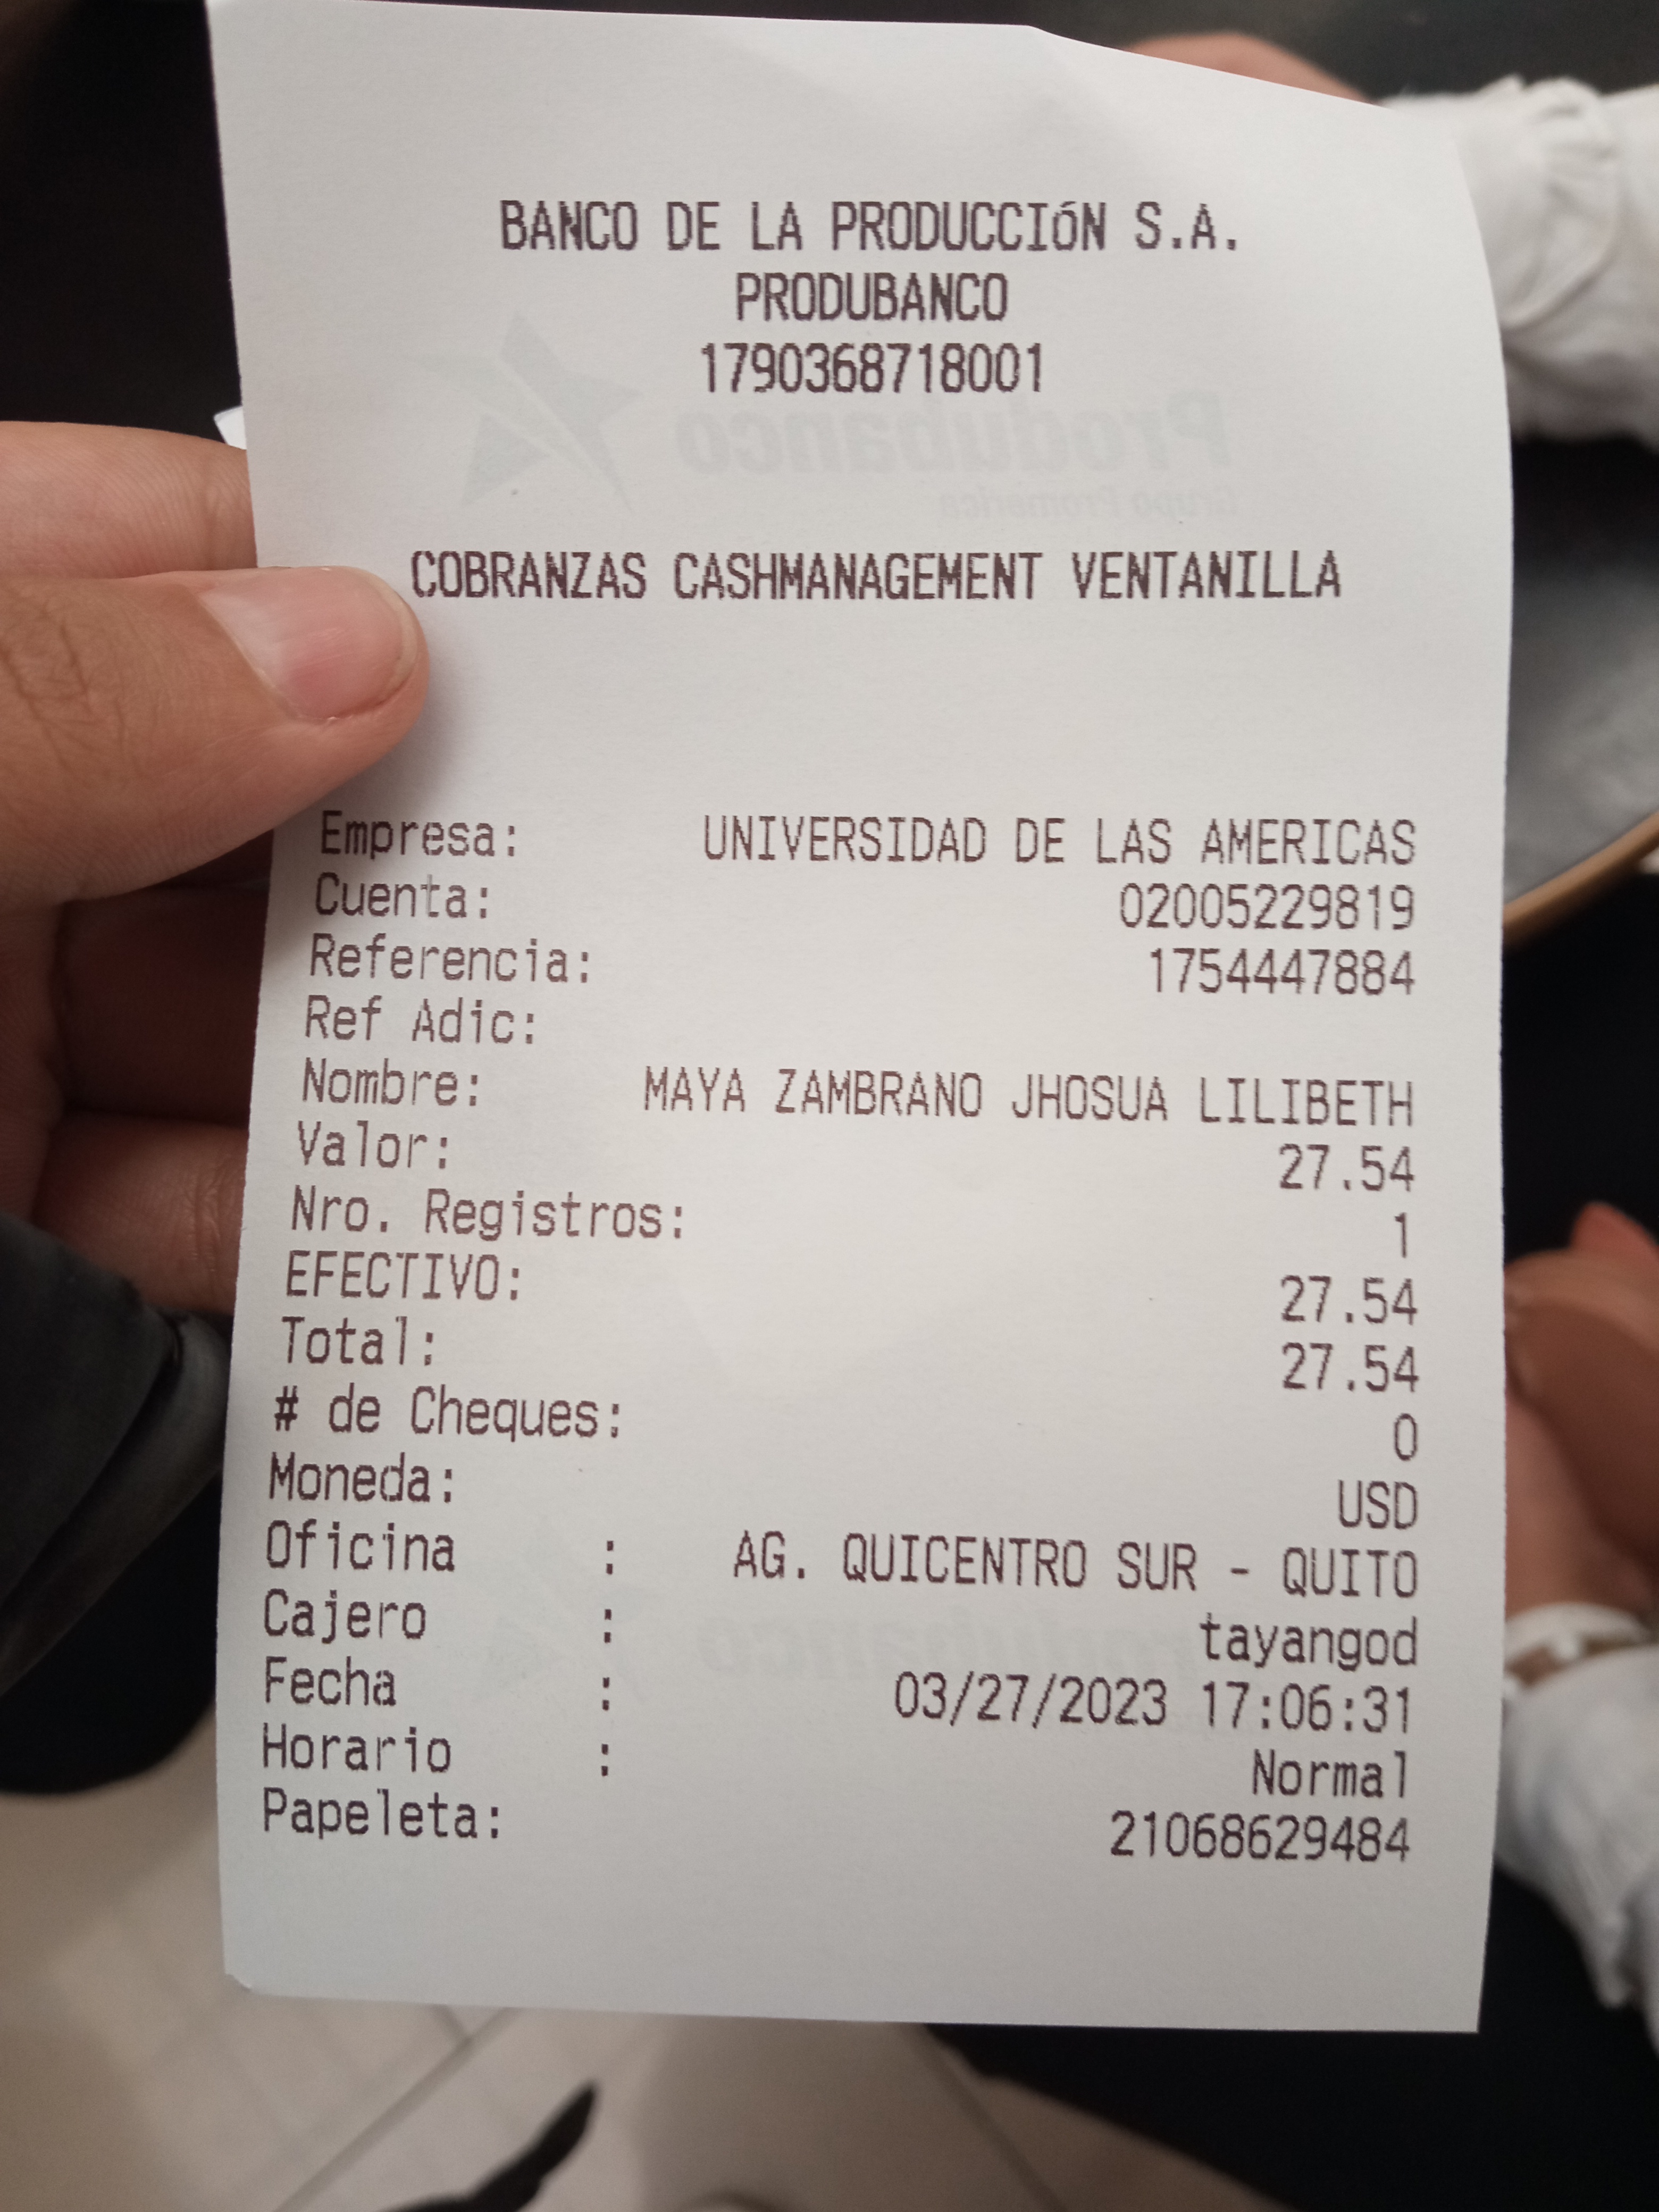 BANCO DE LA PRODUCCIóN S.A.
PRODUBANCO
1790368718001
Produbanco
Grupo Promerica
COBRANZAS CASHMANAGEMENT VENTANILLA
Empresa: UNIVERSIDAD DE LAS AMERICAS
Cuenta: 02005229819
Referencia: 1754447884
Ref Adic:
Nombre: MAYA ZAMBRANO JHOSUA LILIBETH
Valor: 27.54
Nro. Registros: 1
EFECTIVO: 27.54
Total: 27.54
# de Cheques: 0
Moneda: USD
Oficina : AG. QUICENTRO SUR - QUITO
Cajero : tayangod
Fecha : 03/27/2023 17:06:31
Horario : Normal
Papeleta: 21068629484